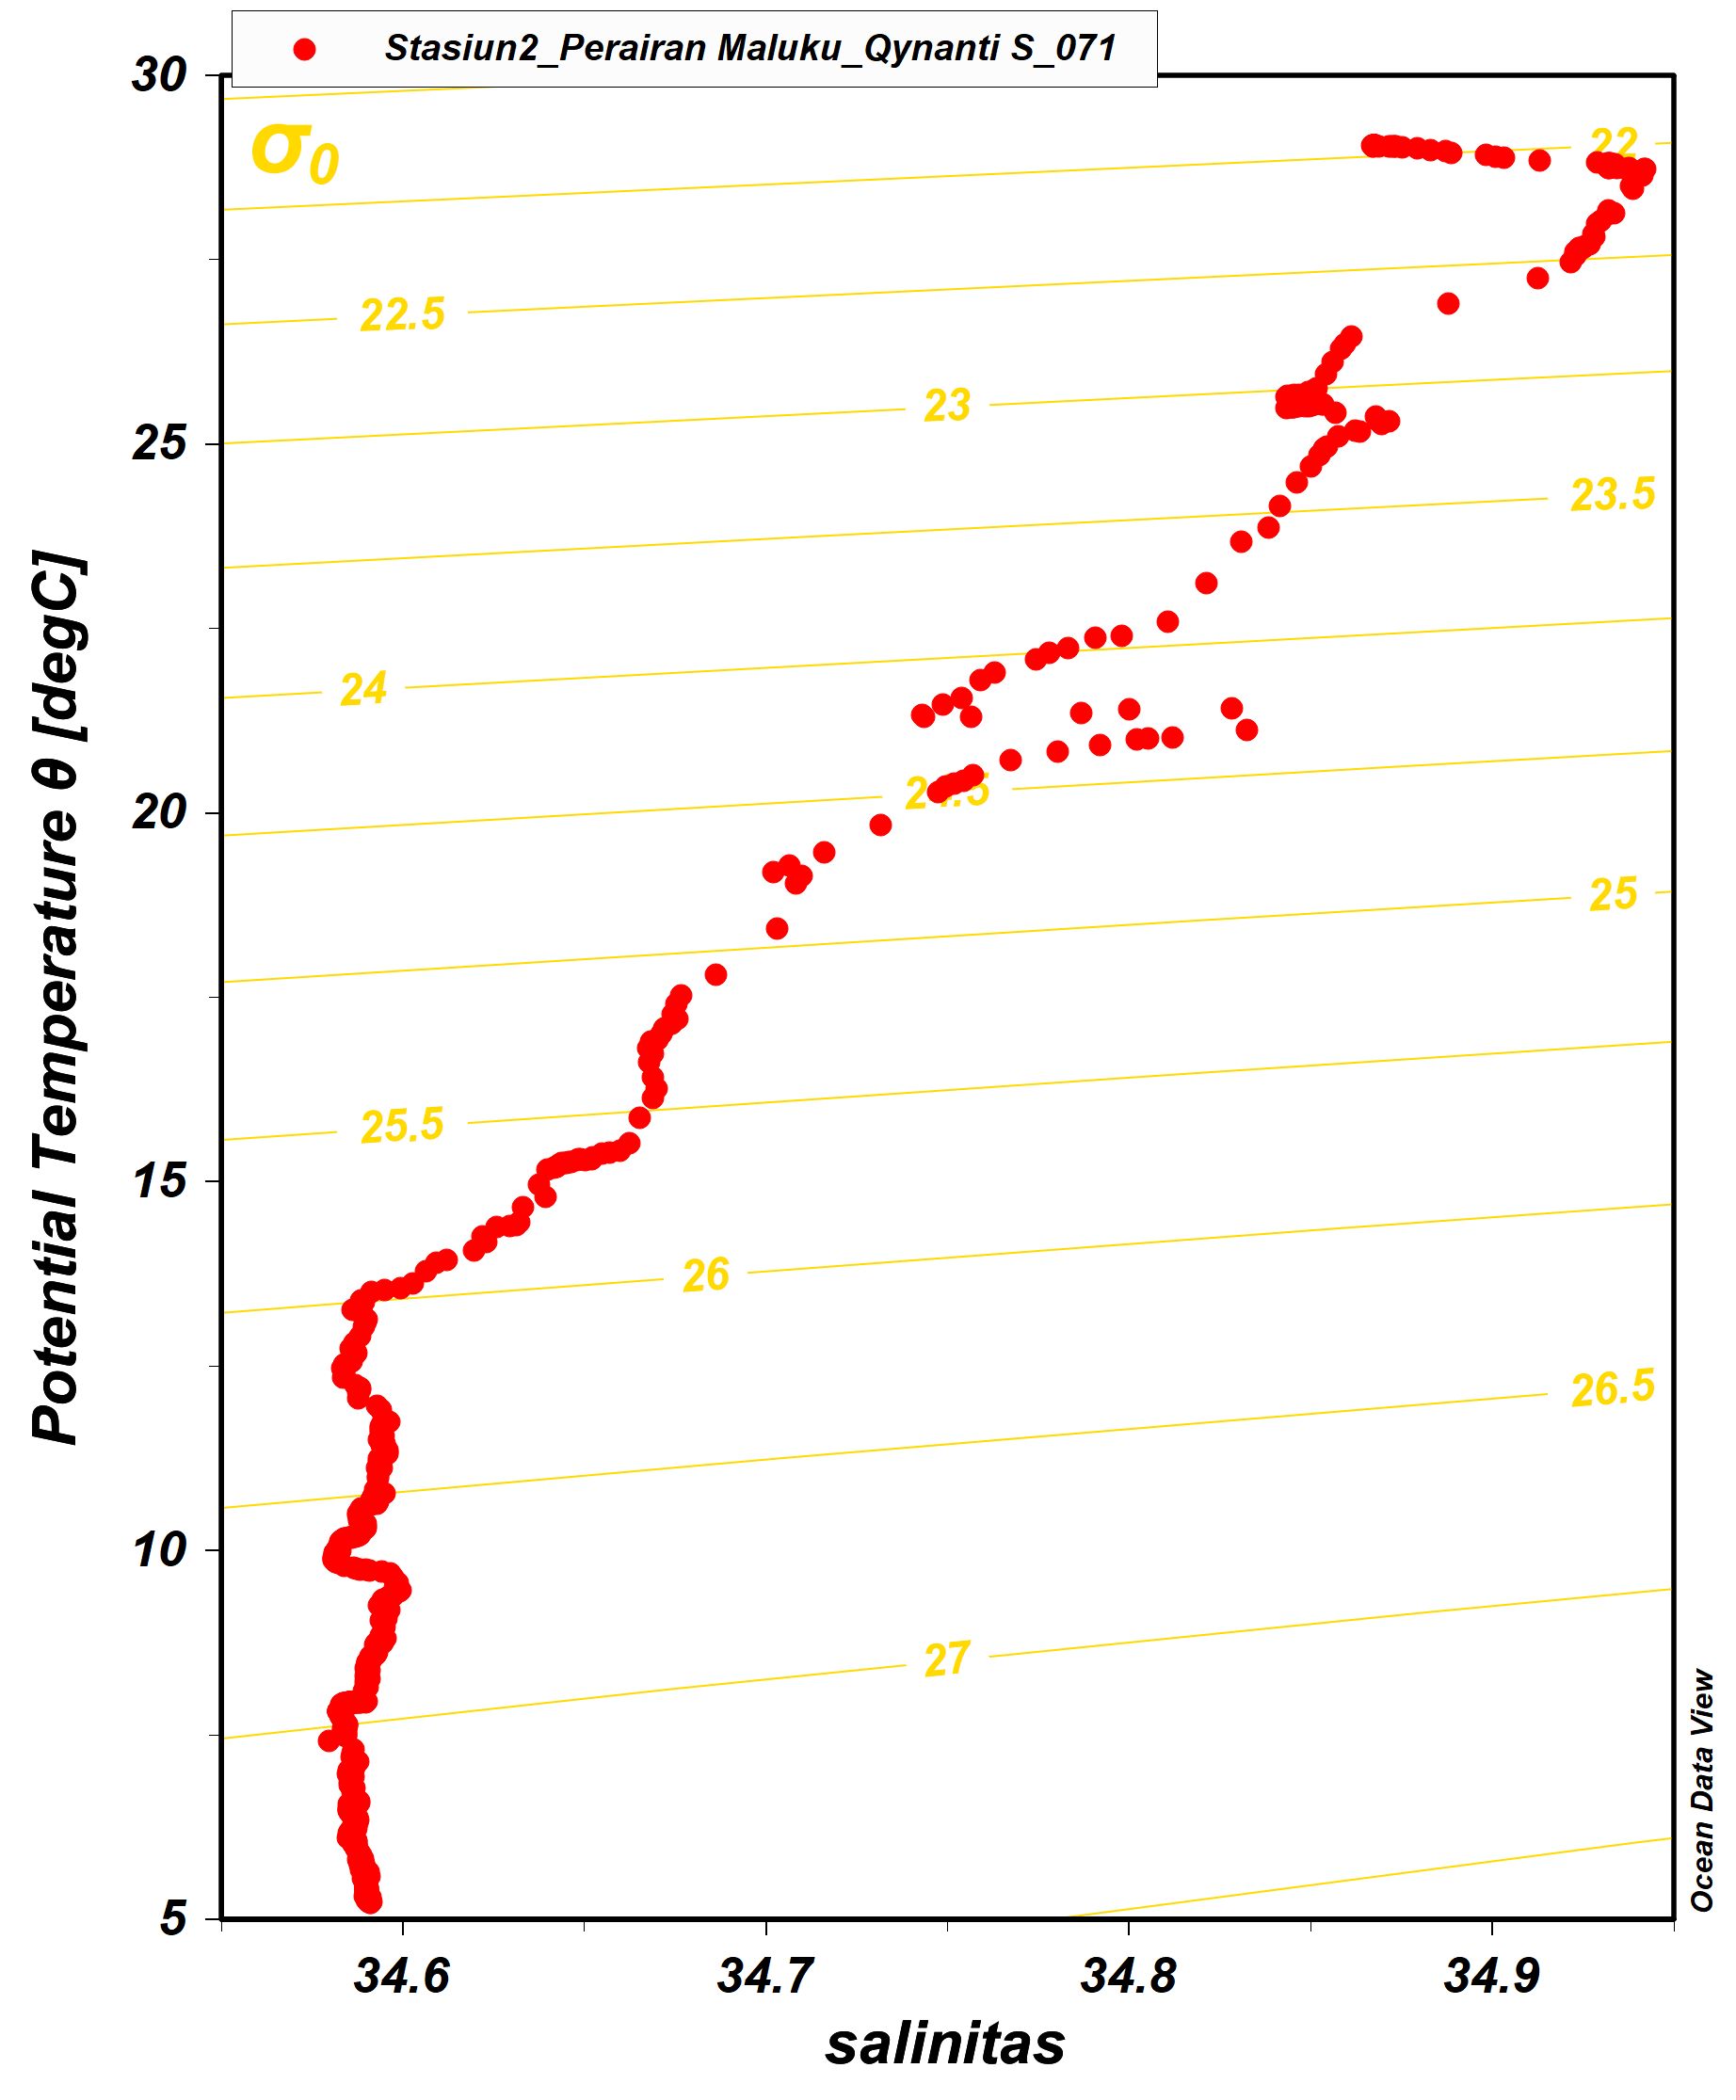 Stasiun2_Perairan Maluku_Qynanti S_071
30
σ0
22
22.5
23
25
23.5
24
24.5
20
25
25.5
15
26
26.5
10
27
5
34.6 34.7 34.8 34.9
salinitas
Potential Temperature θ [degC]
Ocean Data View